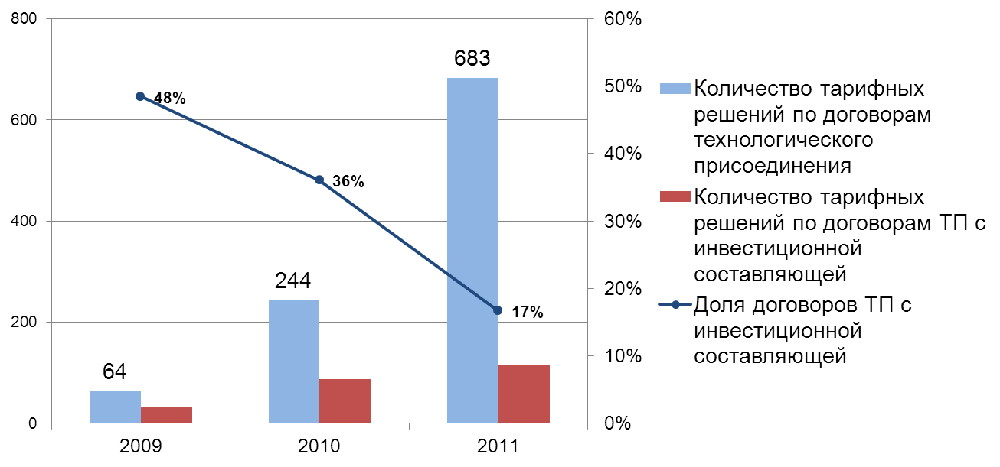 800
600
400
200
0
60%
50%
40%
30%
20%
10%
0%
48%
36%
17%
64
244
683
2009
2010
2011
Количество тарифных
решений по договорам
технологического
присоединения
Количество тарифных
решений по договорам ТП с
инвестиционной
составляющей
Доля договоров ТП с
инвестиционной
составляющей